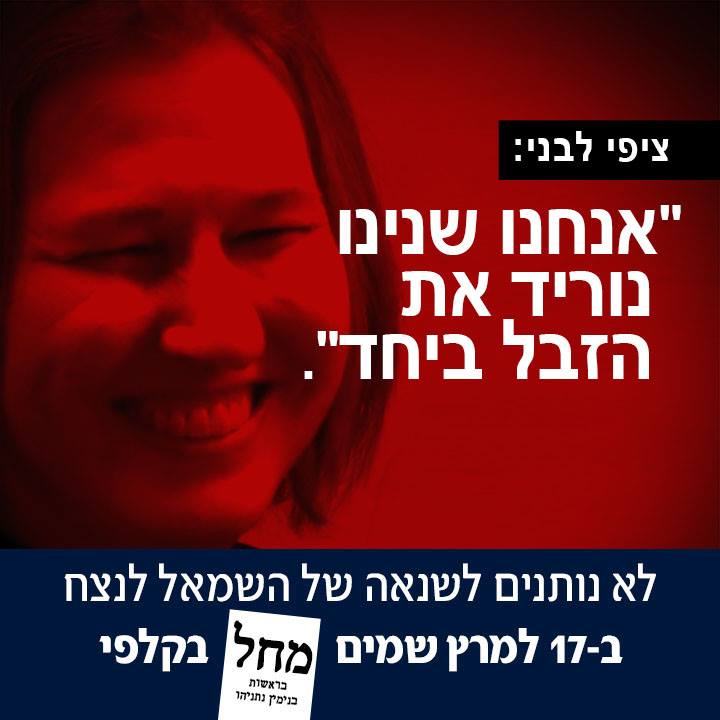 ציפי לבני:
"אנחנו שנינו
נוריד את
הזבל ביחד".
לא נותנים לשנאה של השמאל לנצח
ב-17 למרץ שמים מחל בקלפי
בראשות
בנימין נתניהו